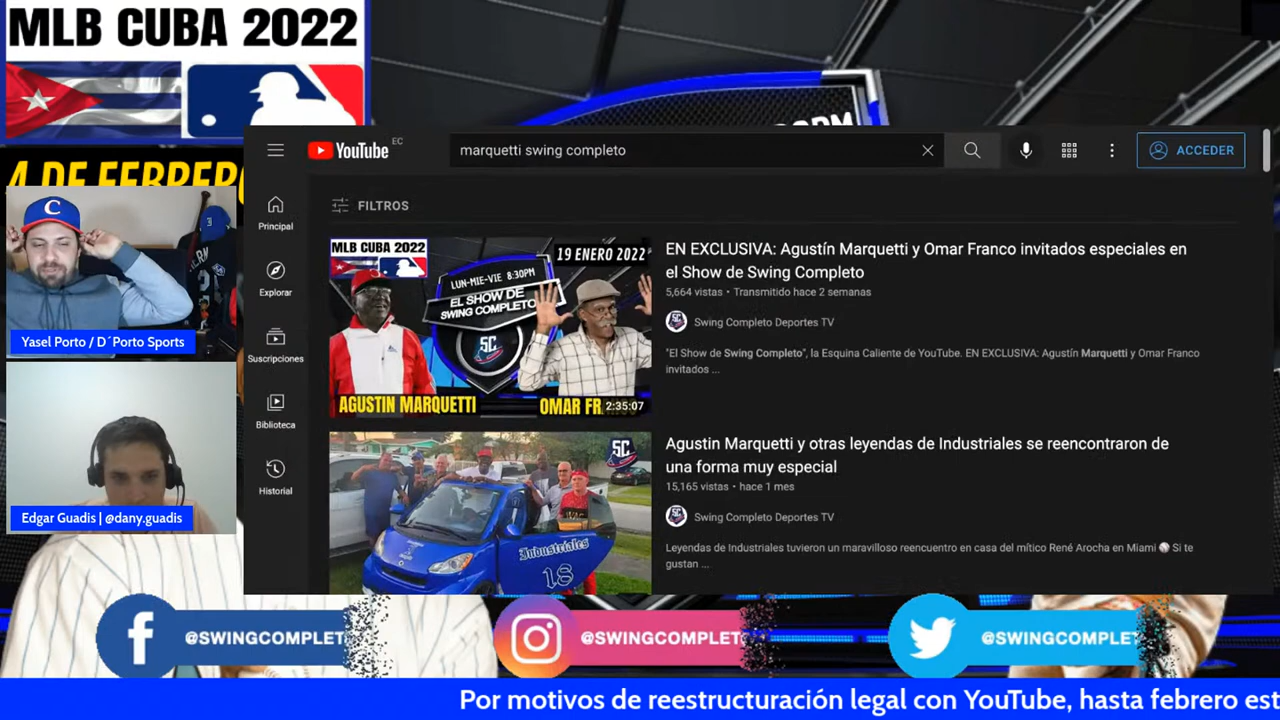 MLB CUBA 2022
4 DE FEBRERO
C
Yasel Porto / D´Porto Sports
Edgar Guadis | @dany.guadis
YouTube
EC
marquetti swing completo
ACCEDER
Principal
Explorar
Suscripciones
Biblioteca
Historial
FILTROS
MLB CUBA 2022
19 ENERO 2022
LUN-MIE-VIE 8:30PM
EL SHOW DE
SWING COMPLETO
SC
AGUSTIN MARQUETTI
OMAR FR
2:35:07
EN EXCLUSIVA: Agustín Marquetti y Omar Franco invitados especiales en
el Show de Swing Completo
5,664 vistas • Transmitido hace 2 semanas
Swing Completo Deportes TV
"El Show de Swing Completo", la Esquina Caliente de YouTube. EN EXCLUSIVA: Agustín Marquetti y Omar Franco
invitados ...
SC
Industriales
18
Agustin Marquetti y otras leyendas de Industriales se reencontraron de
una forma muy especial
15,165 vistas • hace 1 mes
Swing Completo Deportes TV
Leyendas de Industriales tuvieron un maravilloso reencuentro en casa del mítico René Arocha en Miami Si te
gustan ...
@SWINGCOMPLET
@SWINGCOMPLET
@SWINGCOMPLET
Por motivos de reestructuración legal con YouTube, hasta febrero est